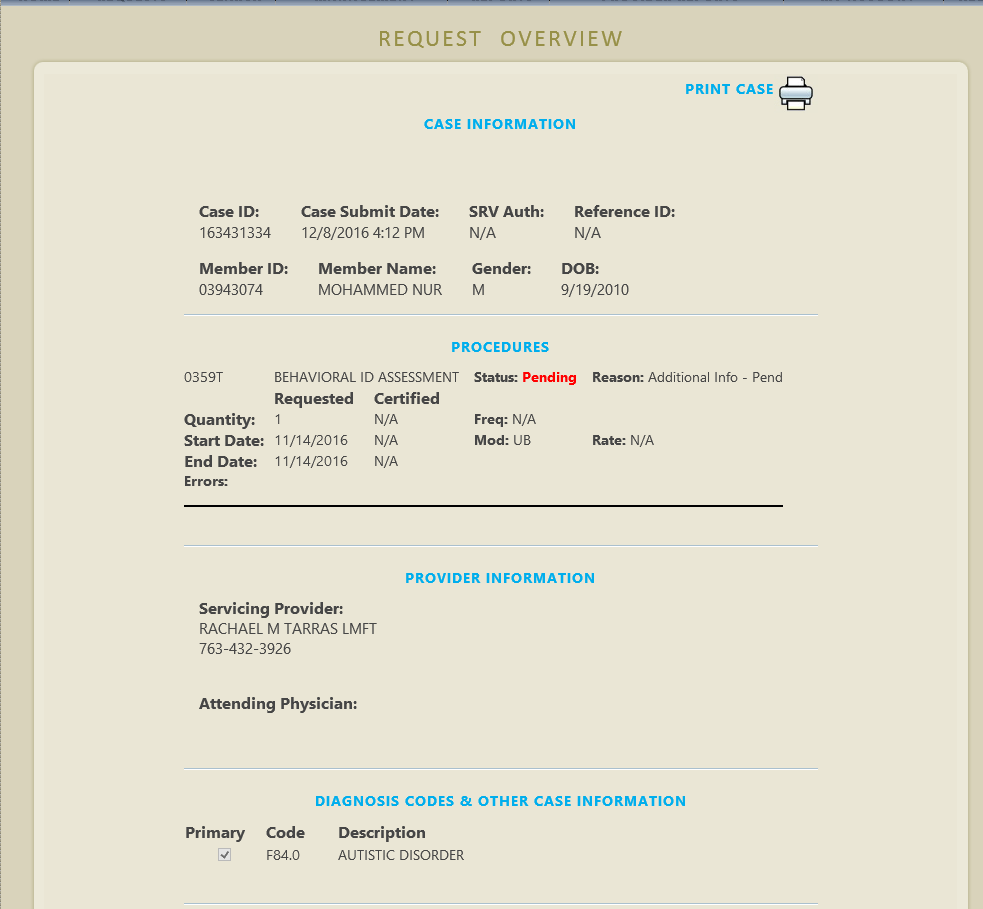 REQUEST OVERVIEW
PRINT CASE
CASE INFORMATION
Case ID: Case Submit Date: SRV Auth: Reference ID:
163431334 12/8/2016 4:12 PM N/A N/A
Member ID: Member Name: Gender: DOB:
03943074 MOHAMMED NUR M 9/19/2010
PROCEDURES
0359T BEHAVIORAL ID ASSESSMENT Status: Pending Reason: Additional Info - Pend
Requested Certified
Quantity: 1 N/A Freq: N/A
Start Date: 11/14/2016 N/A Mod: UB Rate: N/A
End Date: 11/14/2016 N/A
Errors:
PROVIDER INFORMATION
Servicing Provider:
RACHAEL M TARRAS LMFT
763-432-3926
Attending Physician:
DIAGNOSIS CODES & OTHER CASE INFORMATION
Primary Code Description
F84.0 AUTISTIC DISORDER